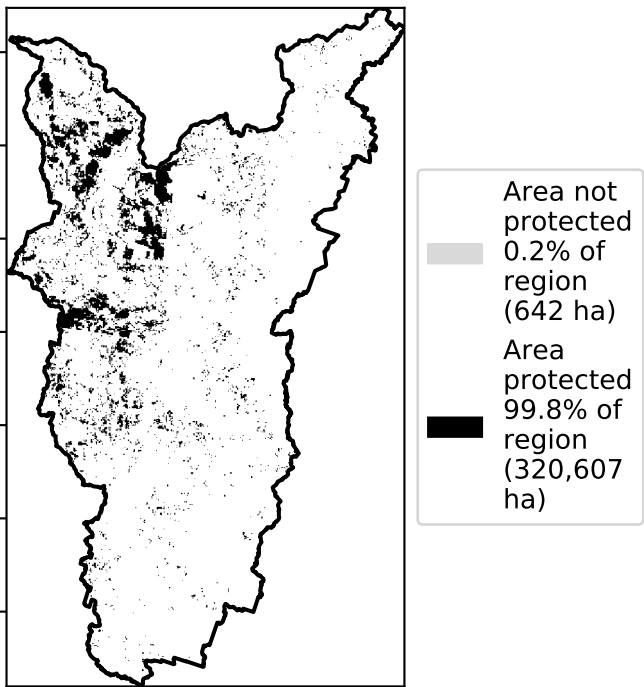 Area not
protected
0.2% of
region
(642 ha)
Area
protected
99.8% of
region
(320,607
ha)